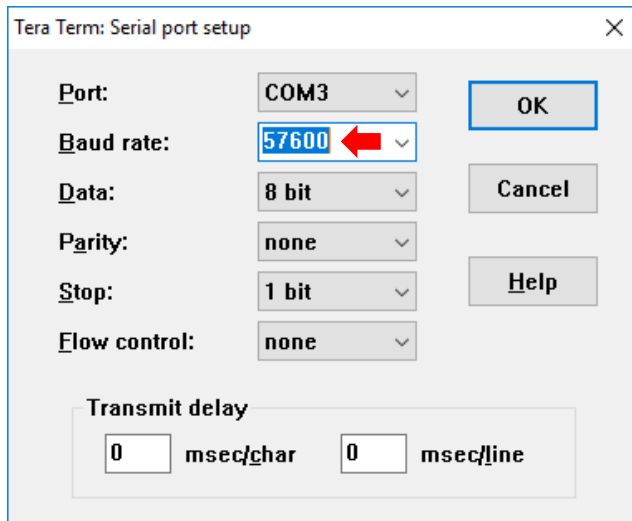 Tera Term: Serial port setup
Port: COM3
OK
Baud rate: 57600
Data: 8 bit
Cancel
Parity: none
Stop: 1 bit
Help
Flow control: none
Transmit delay
0 msec/char 0 msec/line